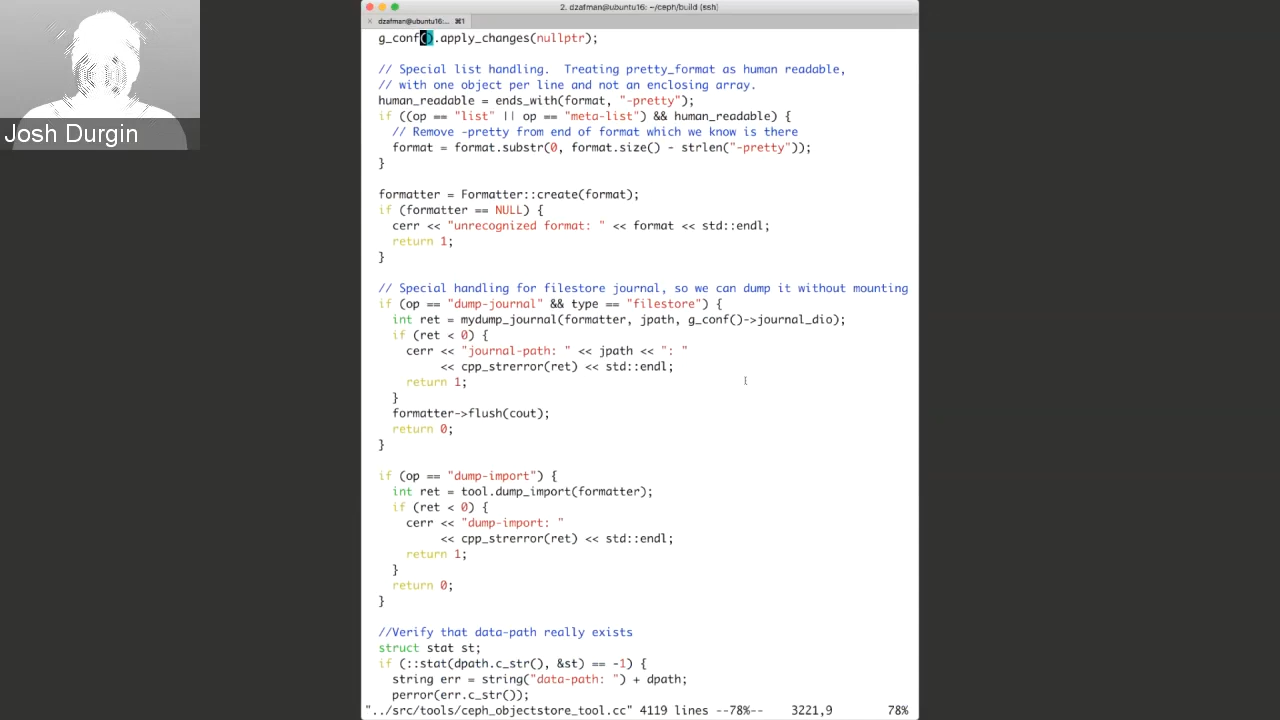 2. dzafman@ubuntu16: ~/ceph/build (ssh)
× dzafman@ubuntu16:... ⌘1
Josh Durgin
g_conf().apply_changes(nullptr);
// Special list handling.  Treating pretty_format as human readable,
// with one object per line and not an enclosing array.
human_readable = ends_with(format, "-pretty");
if ((op == "list" || op == "meta-list") && human_readable) {
// Remove -pretty from end of format which we know is there
format = format.substr(0, format.size() - strlen("-pretty"));
}
formatter = Formatter::create(format);
if (formatter == NULL) {
cerr << "unrecognized format: " << format << std::endl;
return 1;
}
// Special handling for filestore journal, so we can dump it without mounting
if (op == "dump-journal" && type == "filestore") {
int ret = mydump_journal(formatter, jpath, g_conf()->journal_dio);
if (ret < 0) {
cerr << "journal-path: " << jpath << ": "
<< cpp_strerror(ret) << std::endl;
return 1;
}
formatter->flush(cout);
return 0;
}
if (op == "dump-import") {
int ret = tool.dump_import(formatter);
if (ret < 0) {
cerr << "dump-import: "
<< cpp_strerror(ret) << std::endl;
return 1;
}
return 0;
}
//Verify that data-path really exists
struct stat st;
if (::stat(dpath.c_str(), &st) == -1) {
string err = string("data-path: ") + dpath;
perror(err.c_str());
"../src/tools/ceph_objectstore_tool.cc" 4119 lines --78%-- 3221,9 78%